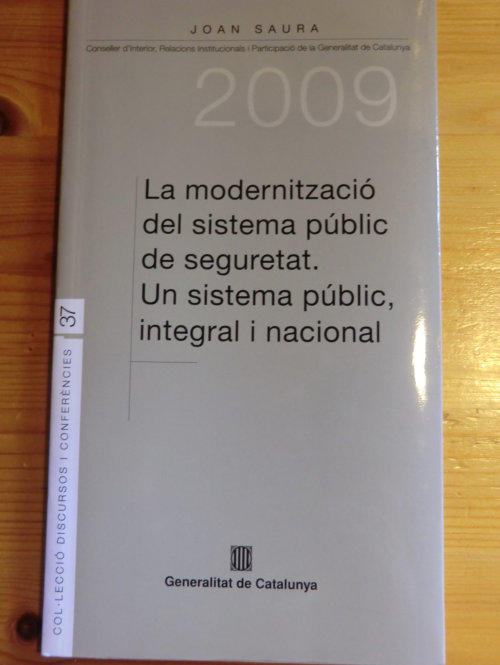 JOAN SAURA
Conseller d'Interior, Relacions Institucionals i Participació de la Generalitat de Catalunya
2009
La modernització
del sistema públic
de seguretat.
Un sistema públic,
integral i nacional
37
COL·LECCIÓ DISCURSOS I CONFERÈNCIES
Generalitat de Catalunya